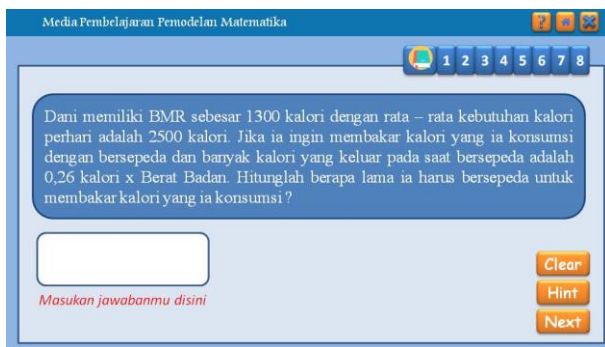 Media Pembelajaran Pemodelan Matematika
?
1 2 3 4 5 6 7 8
Dani memiliki BMR sebesar 1300 kalori dengan rata – rata kebutuhan kalori
perhari adalah 2500 kalori. Jika ia ingin membakar kalori yang ia konsumsi
dengan bersepeda dan banyak kalori yang keluar pada saat bersepeda adalah
0,26 kalori x Berat Badan. Hitunglah berapa lama ia harus bersepeda untuk
membakar kalori yang ia konsumsi ?
Masukan jawabanmu disini
Clear
Hint
Next